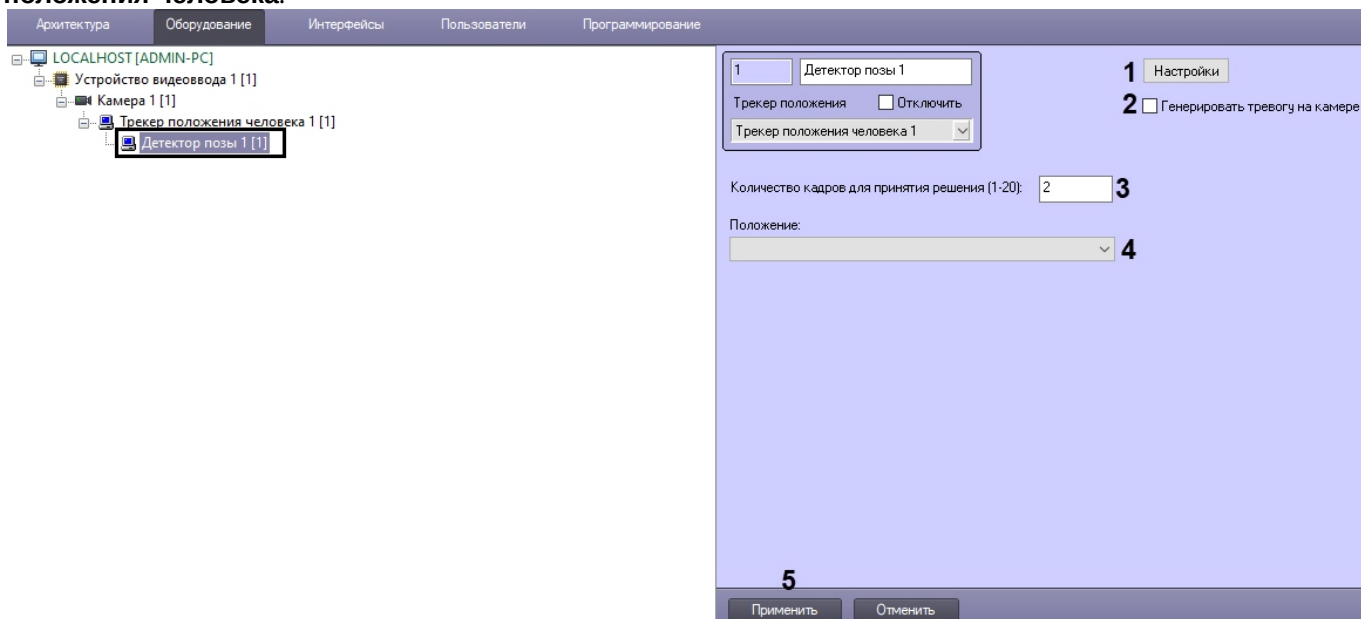 положения человека.
Архитектура Оборудование Интерфейсы Пользователи Программирование
LOCALHOST [ADMIN-PC]
Устройство видеоввода 1 [1]
Камера 1 [1]
Трекер положения человека 1 [1]
Детектор позы 1 [1]
1 Детектор позы 1
Трекер положения Отключить
Трекер положения человека 1
1 Настройки
2 Генерировать тревогу на камере
Количество кадров для принятия решения (1-20): 2 3
Положение:
4
5
Применить Отменить